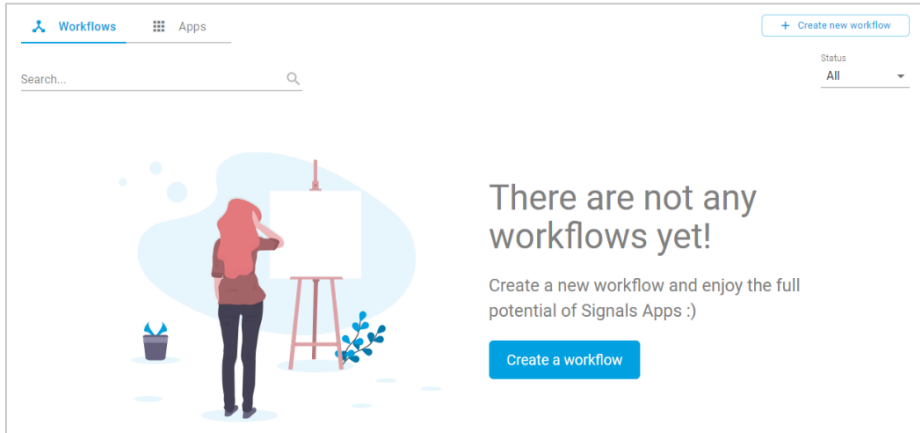 Workflows
Apps
+ Create new workflow
Search...
Status
All
There are not any
workflows yet!
Create a new workflow and enjoy the full
potential of Signals Apps :)
Create a workflow